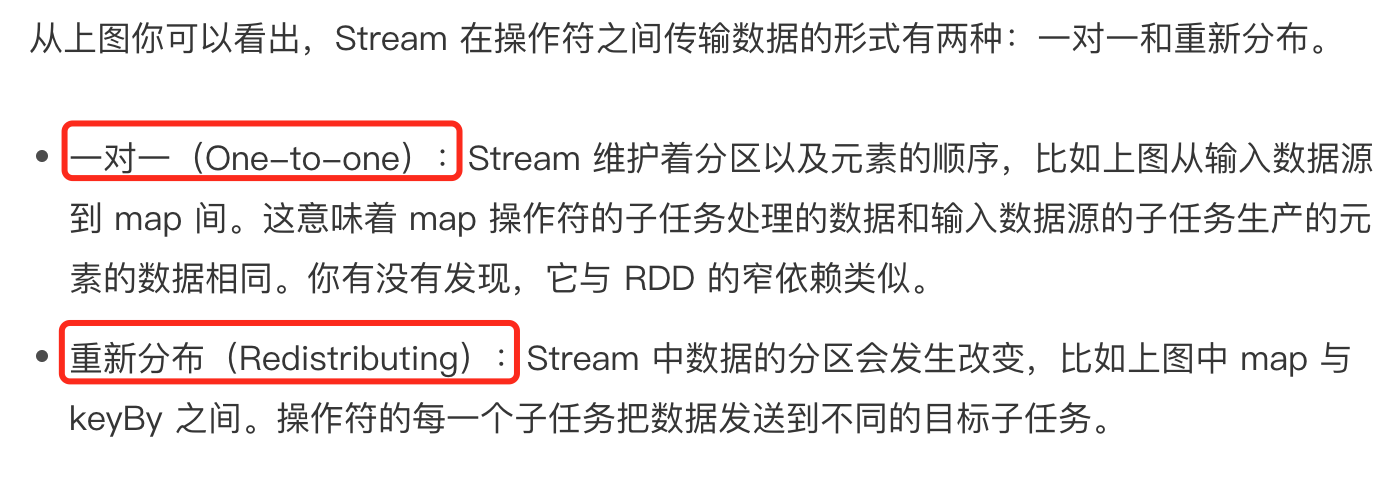 从上图你可以看出，Stream 在操作符之间传输数据的形式有两种：一对一和重新分布。
一对一（One-to-one）：Stream 维护着分区以及元素的顺序，比如上图从输入数据源
到 map 间。这意味着 map 操作符的子任务处理的数据和输入数据源的子任务生产的元
素的数据相同。你有没有发现，它与 RDD 的窄依赖类似。
重新分布（Redistributing）：Stream 中数据的分区会发生改变，比如上图中 map 与
keyBy 之间。操作符的每一个子任务把数据发送到不同的目标子任务。